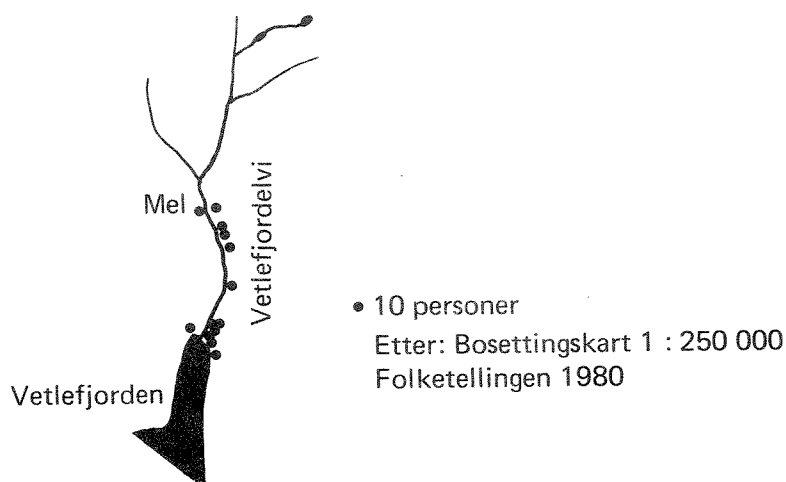 Mel
Vetlefjordelvi
• 10 personer
Etter: Bosettingskart 1 : 250 000
Folketellingen 1980
Vetlefjorden